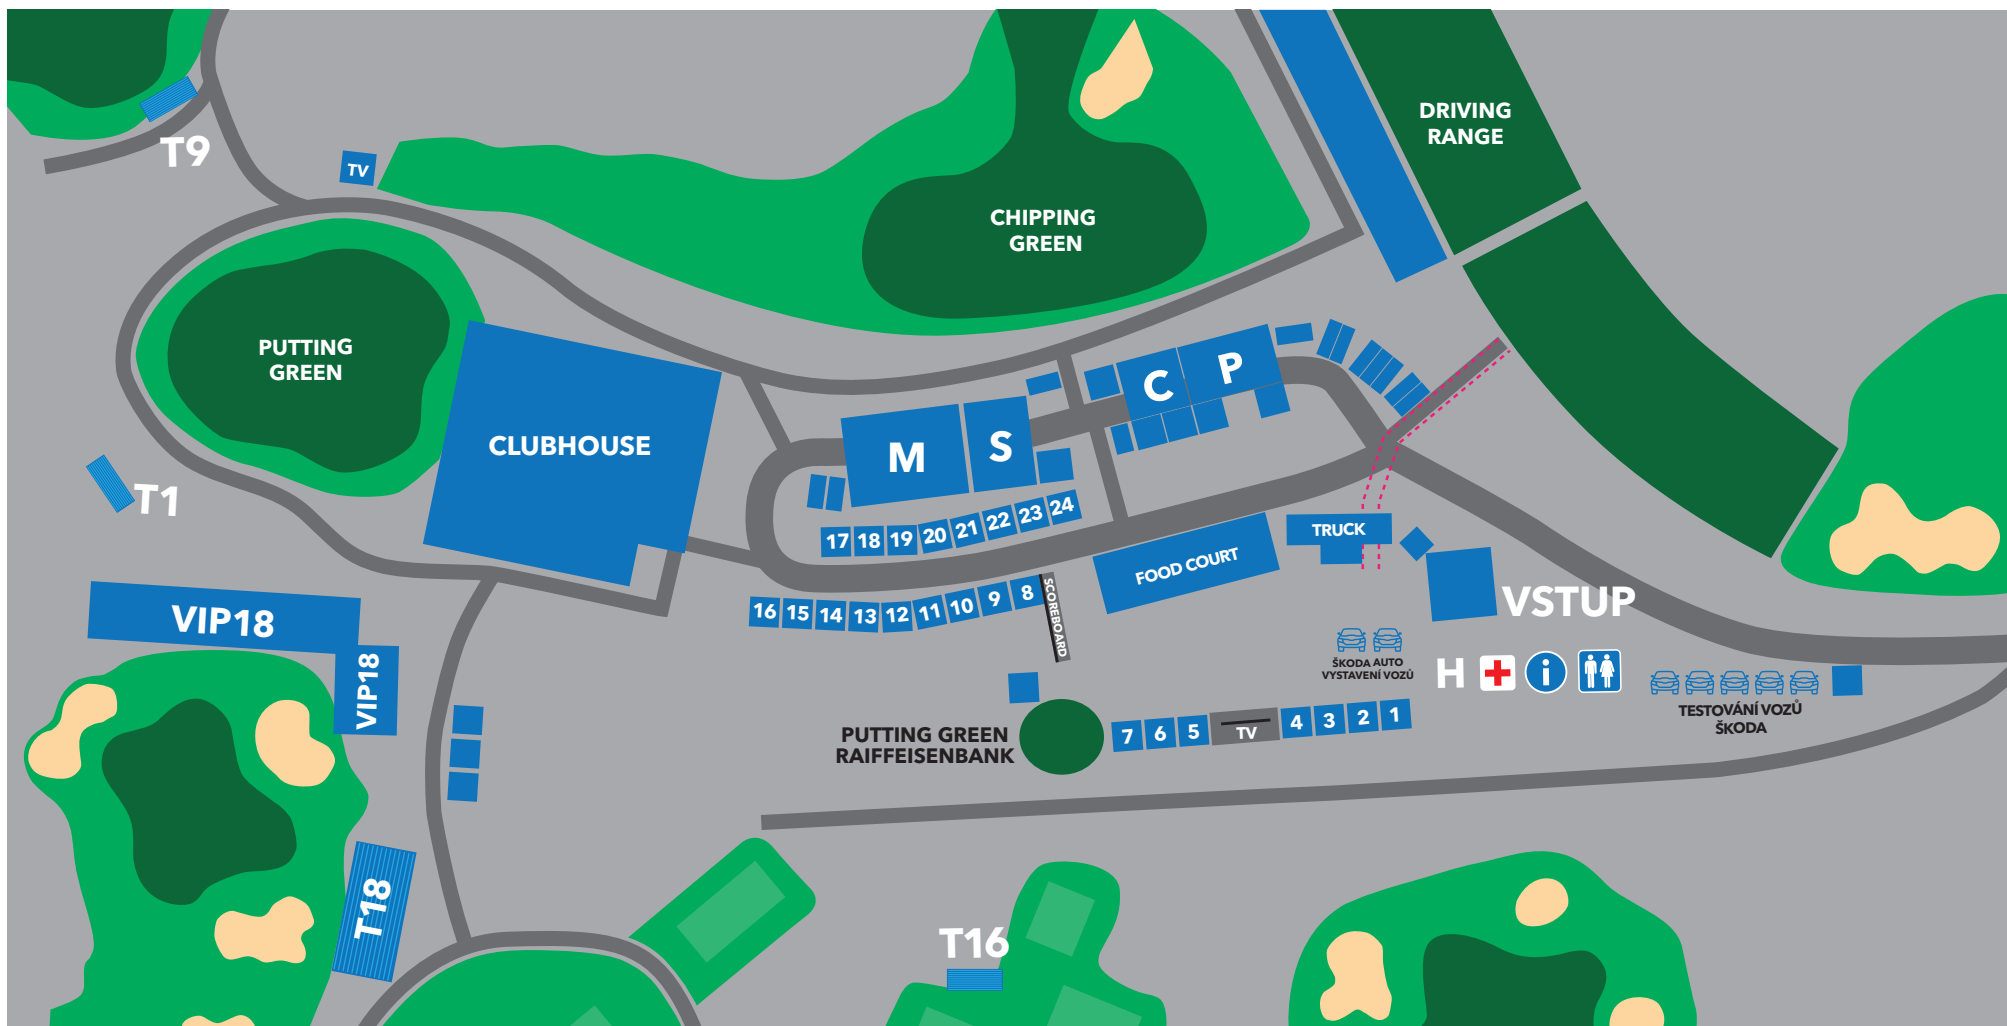 DRIVING
RANGE
T9
TV
CHIPPING
GREEN
PUTTING
GREEN
C
P
CLUBHOUSE
M
S
T1
17 18 19 20 21 22 23 24
TRUCK
FOOD COURT
VSTUP
16 15 14 13 12 11 10 9 8
SCOREBOARD
VIP18
VIP18
ŠKODA AUTO
VYSTAVENÍ VOZŮ
H
i
TESTOVÁNÍ VOZŮ
ŠKODA
PUTTING GREEN
RAIFFEISENBANK
7 6 5 TV 4 3 2 1
T18
T16